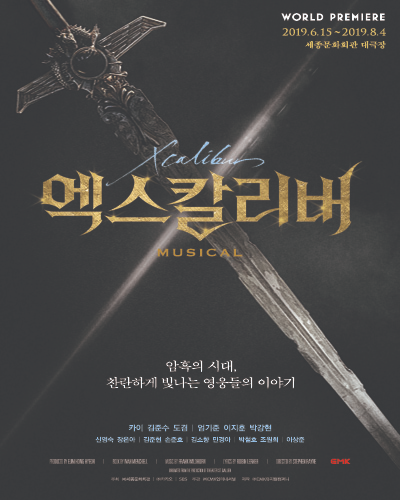 WORLD PREMIERE
2019.6.15 ~ 2019.8.4
세종문화회관 대극장
Xcalibur
엑스칼리버
MUSICAL
암흑의 시대,
찬란하게 빛나는 영웅들의 이야기
카이 김준수 도겸 | 엄기준 이지훈 박강현
신영숙 장은아 | 김준현 손준호 | 김소향 민경아 | 박철호 조원희 | 이상준
EMK